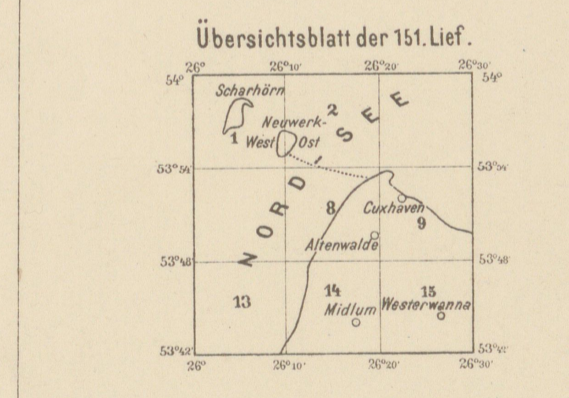 Übersichtsblatt der 151. Lief.
26° 26°10' 26°20' 26°30'
54° 54°
Scharhörn
2
Neuwerk-
1 West Ost
NORD SEE
53°54' 53°54'
8 Cuxhaven
9
Altenwalde
53°48' 53°48'
13 14 15
Midlum Westerwanna
53°42' 53°42'
26° 26°10' 26°20' 26°30'